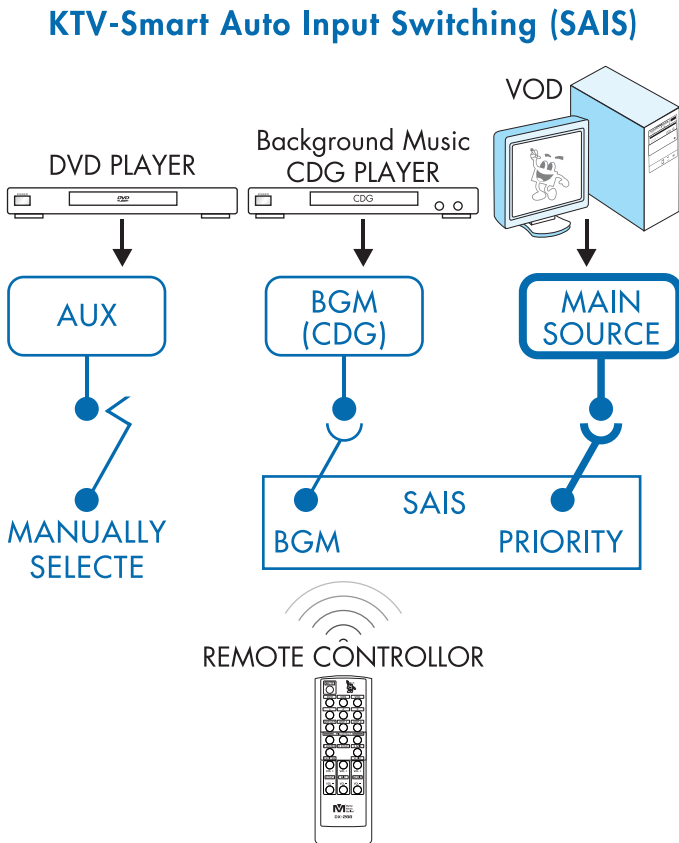 KTV-Smart Auto Input Switching (SAIS)
VOD
DVD PLAYER
Background Music
CDG PLAYER
DVD
CDG
AUX
BGM
(CDG)
MAIN
SOURCE
MANUALLY
SELECTE
SAIS
BGM
PRIORITY
REMOTE CONTROLLOR